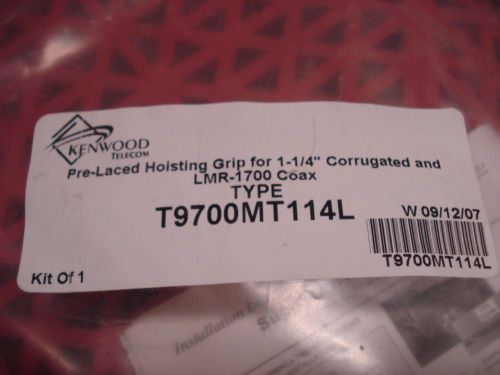 KENWOOD
TELECOM
Pre-Laced Hoisting Grip for 1-1/4" Corrugated and
LMR-1700 Coax
TYPE
T9700MT114L
W 09/12/07
T9700MT114L
Kit Of 1
Installation